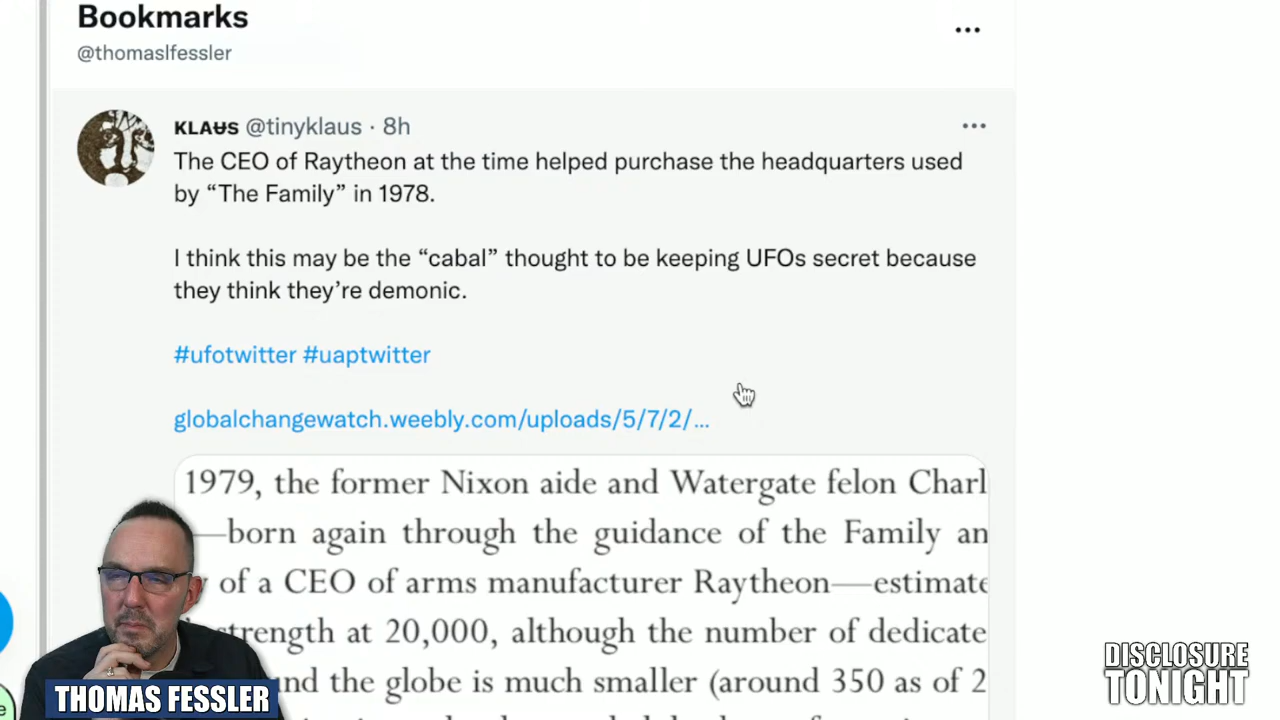 Bookmarks
@thomaslfessler
KLAUS @tinyklaus · 8h
The CEO of Raytheon at the time helped purchase the headquarters used
by “The Family” in 1978.
I think this may be the “cabal” thought to be keeping UFOs secret because
they think they’re demonic.
#ufotwitter #uaptwitter
globalchangewatch.weebly.com/uploads/5/7/2/...
1979, the former Nixon aide and Watergate felon Charl
—born again through the guidance of the Family an
of a CEO of arms manufacturer Raytheon—estimate
strength at 20,000, although the number of dedicate
nd the globe is much smaller (around 350 as of 2
THOMAS FESSLER
DISCLOSURE
TONIGHT